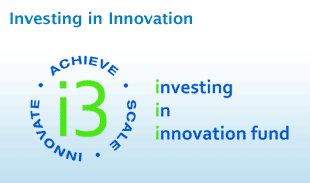 Investing in Innovation
ACHIEVE • SCALE • INNOVATE •
i3
investing
in
innovation fund